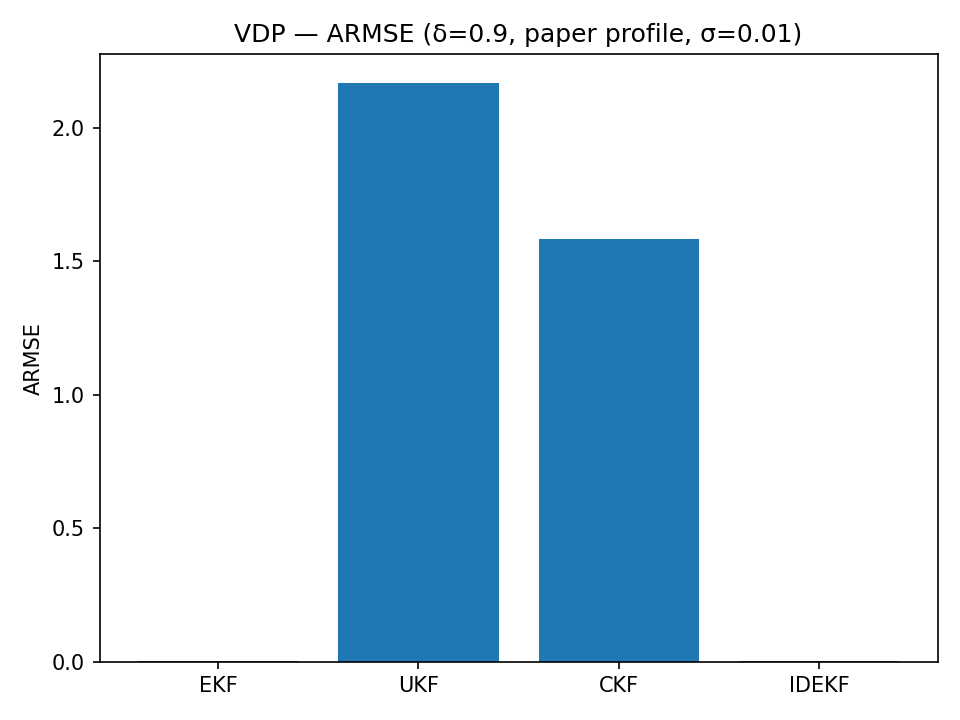 VDP — ARMSE (δ=0.9, paper profile, σ=0.01)
ARMSE
2.0
1.5
1.0
0.5
0.0
EKF UKF CKF IDEKF